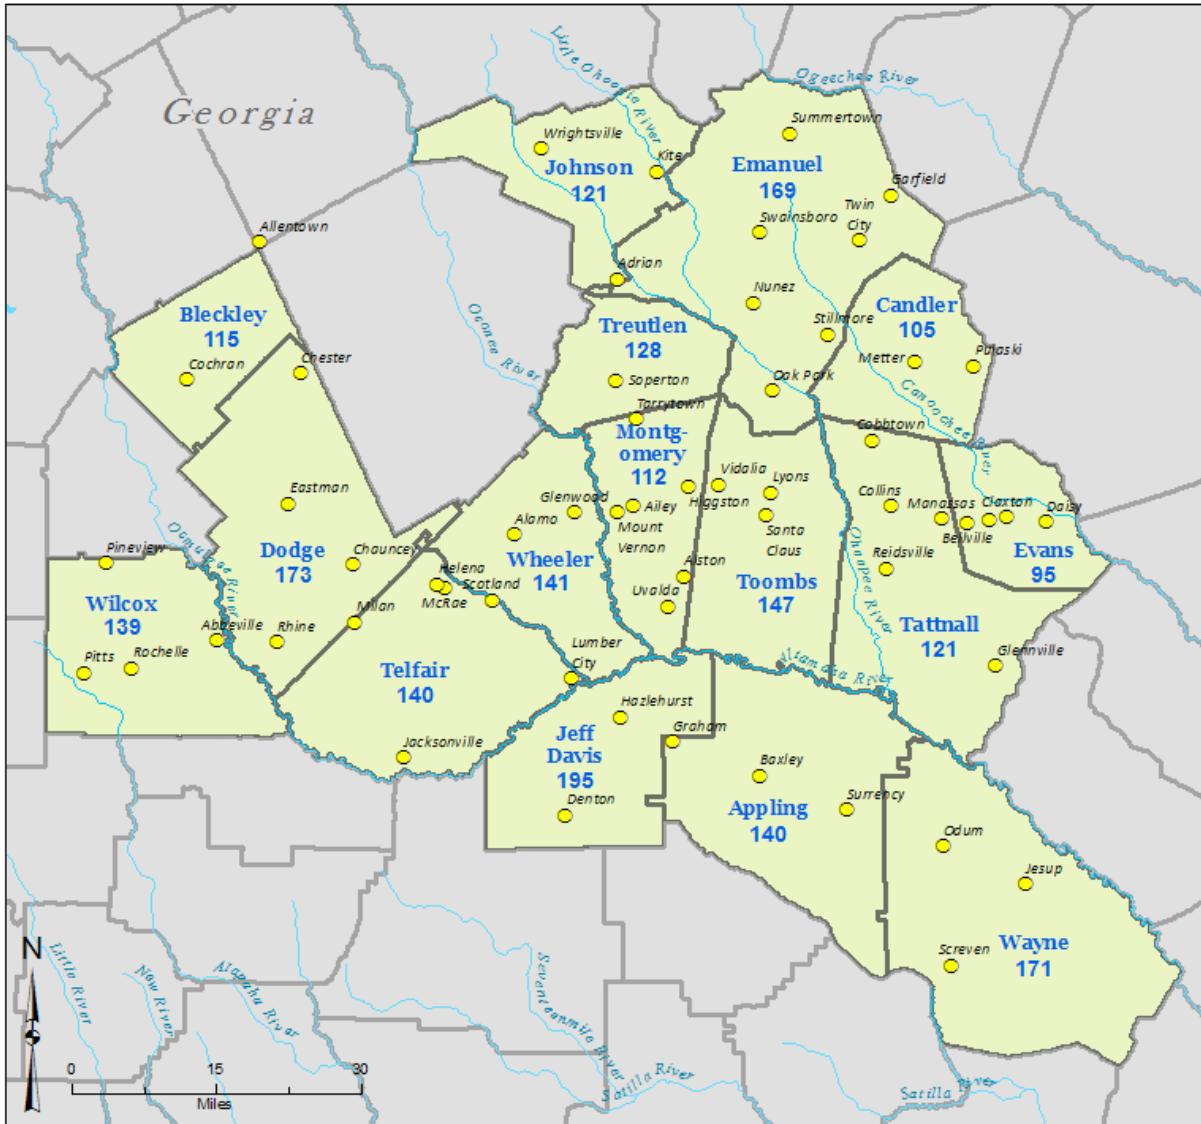 Little Ohoopie River
Ogeechee River
Georgia
Summertown
Wrightsville
Kite
Johnson
121
Emanuel
169
Garfield
Twin
City
Swainsboro
Allentown
Adrian
Nunez
Stillmore
Candler
105
Bleckley
115
Oconee River
Treutlen
128
Metter
Pulaski
Cochran
Chester
Soperton
Oak Park
Canoochee River
Tarrytown
Montg-
omery
112
Cobbtown
Vidalia
Lyons
Higgston
Santa
Claus
Collins
Manassas
Claxton
Daisy
Bellville
Evans
95
Eastman
Glenwood
Alamo
Ailey
Mount
Vernon
Ohoopee River
Reidsville
Ocmulgee River
Pineview
Dodge
173
Chauncey
Wheeler
141
Helena
McRae
Scotland
Alston
Uvalda
Toombs
147
Tattnall
121
Glennville
Wilcox
139
Abbeville
Rhine
Milan
Pitts
Rochelle
Telfair
140
Lumber
City
Altamaha River
Hazlehurst
Graham
Jeff
Davis
195
Jacksonville
Denton
Baxley
Surrency
Appling
140
Odum
Jesup
Screven
Wayne
171
N
Little River
New River
Alapaha River
Seventeenmile River
Satilla River
Satilla River
0
15
30
Miles